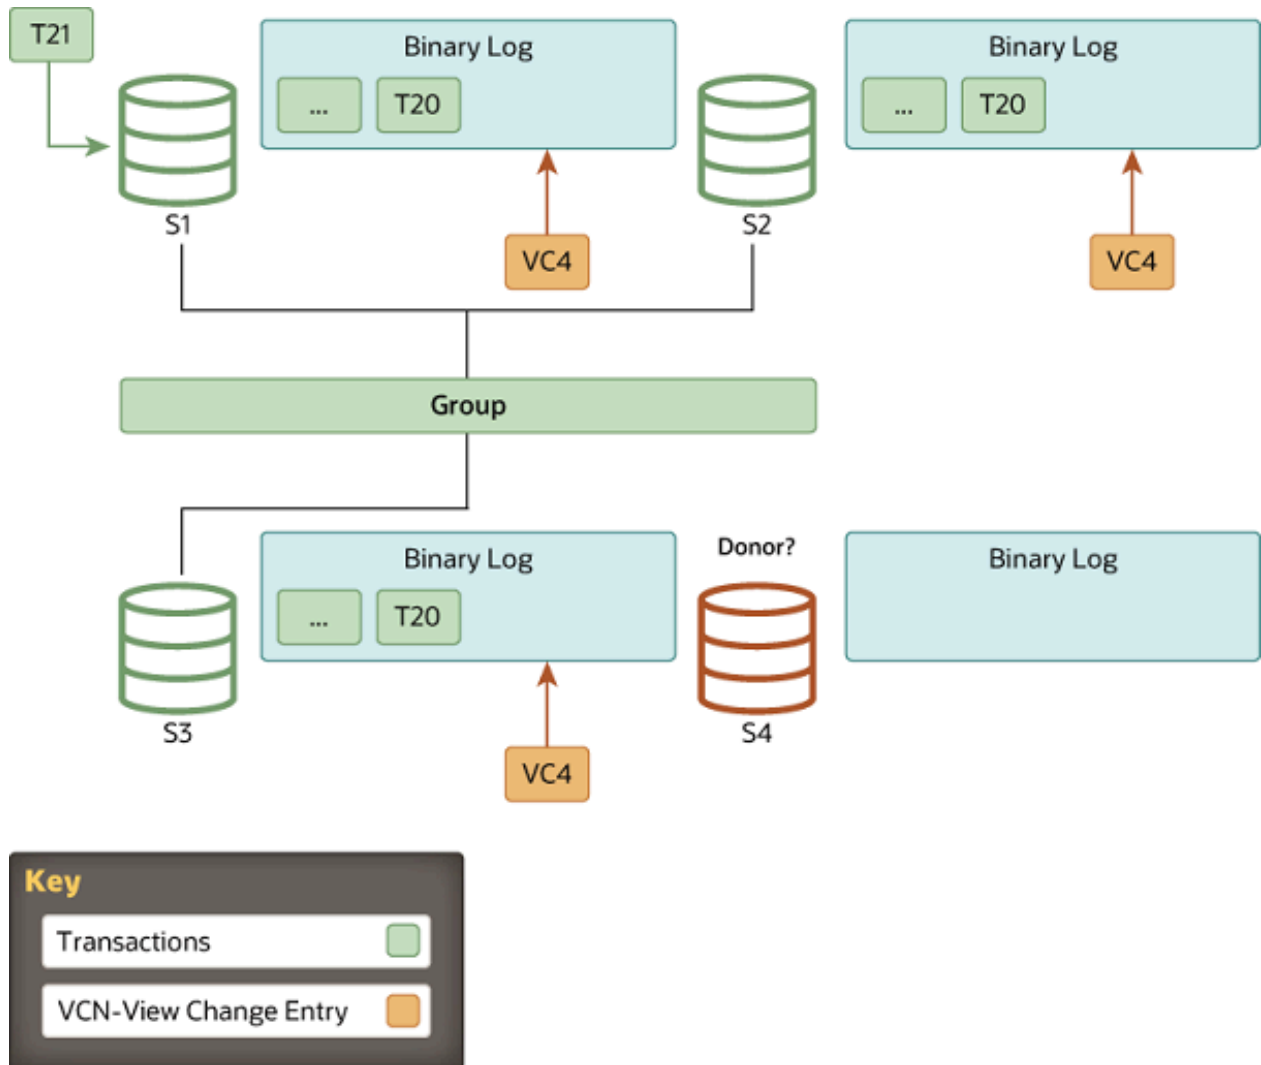 T21
Binary Log
... T20
S1
VC4
Binary Log
... T20
S2
VC4
Group
Binary Log
... T20
S3
VC4
Donor?
S4
Binary Log
Key
Transactions
VCN-View Change Entry